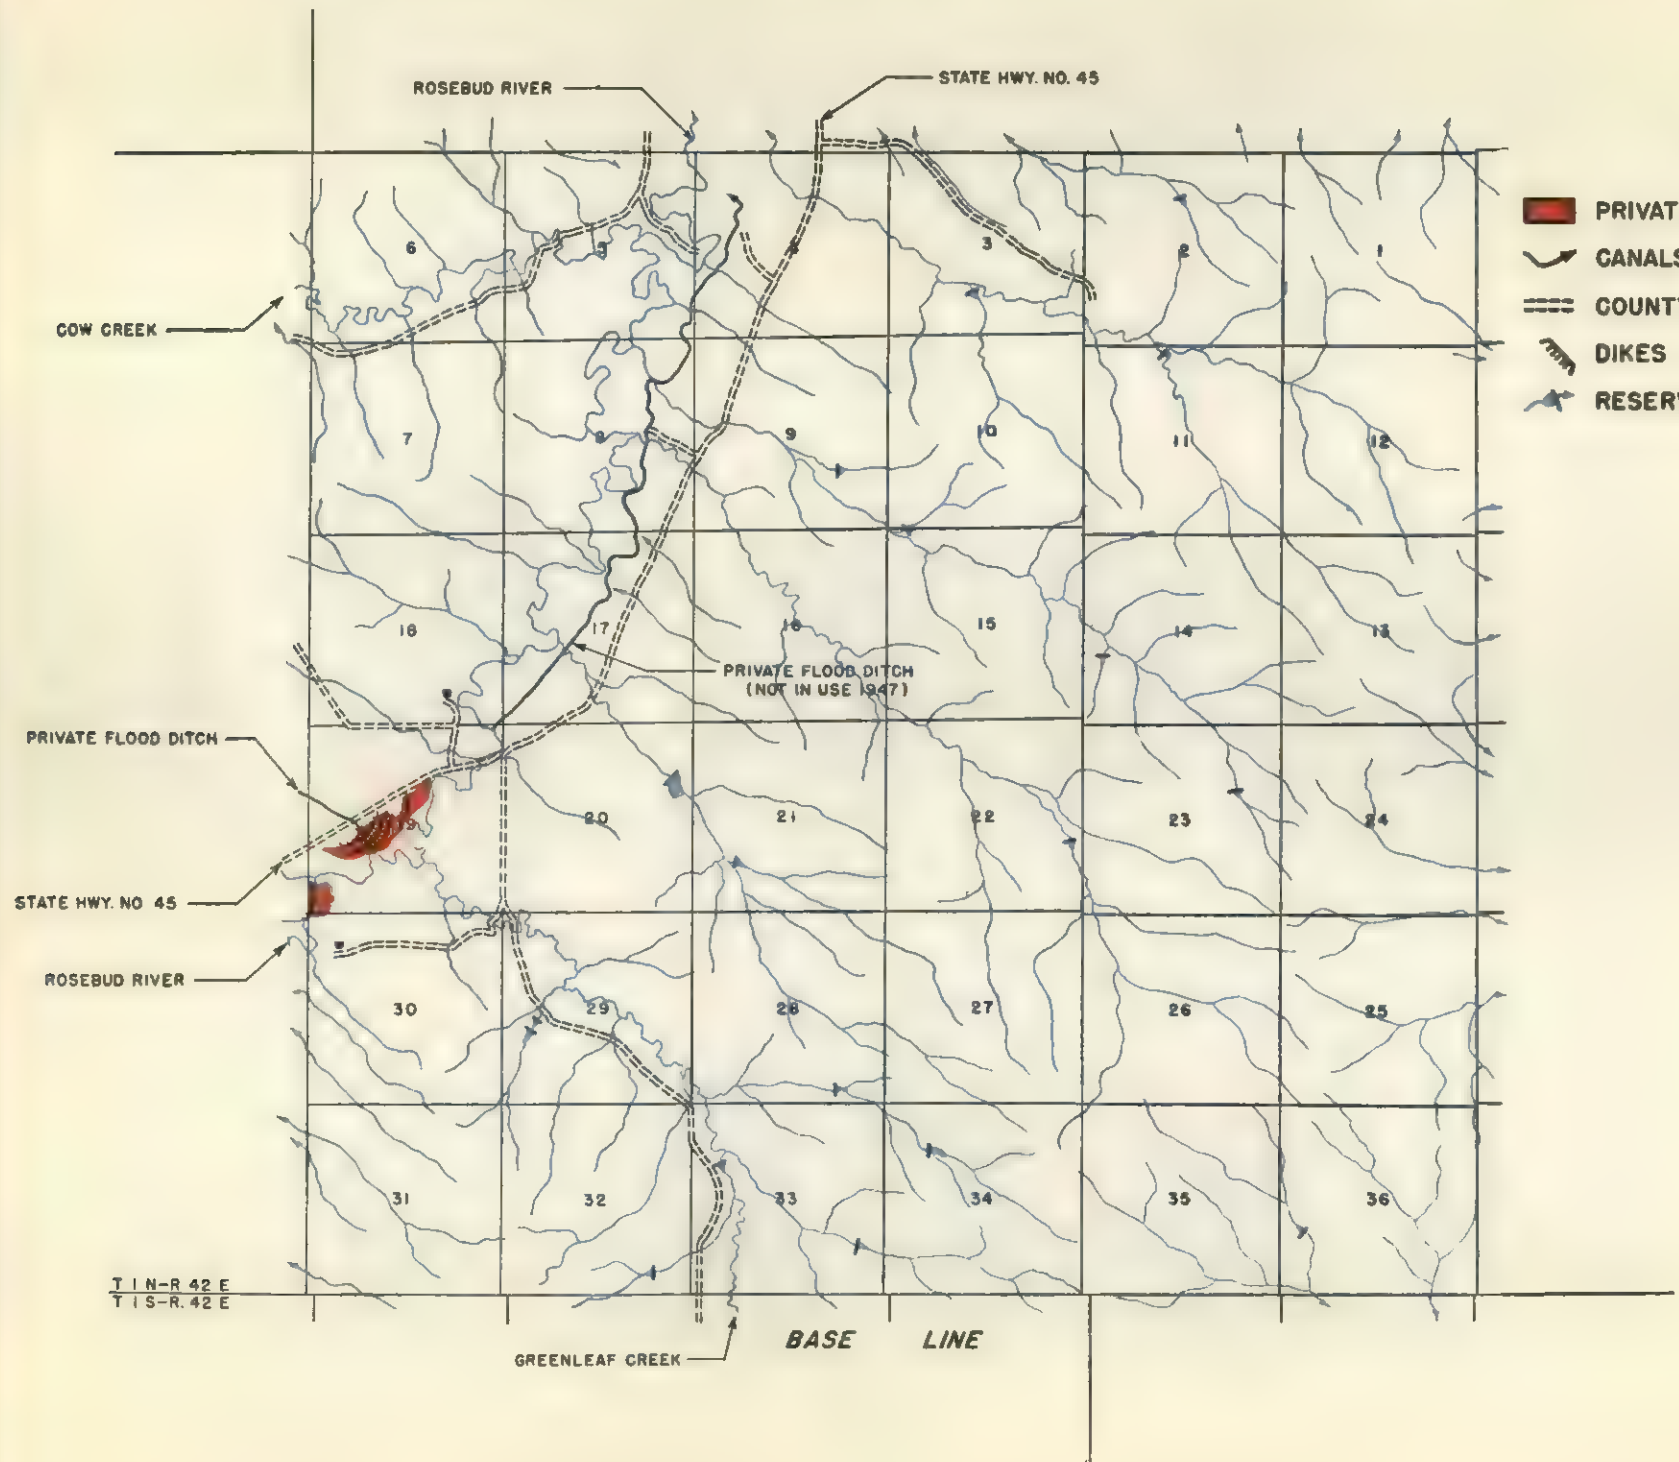 ROSEBUD RIVER
STATE HWY. NO. 45
PRIVAT
CANALS
COUNT
DIKES
RESER
COW CREEK
6
5
4
3
2
1
7
8
9
10
11
12
18
17
16
15
14
13
PRIVATE FLOOD DITCH
(NOT IN USE 1947)
PRIVATE FLOOD DITCH
19
20
21
22
23
24
STATE HWY. NO 45
ROSEBUD RIVER
30
29
28
27
26
25
31
32
33
34
35
36
T I N-R. 42 E
T I S-R. 42 E
BASE LINE
GREENLEAF CREEK